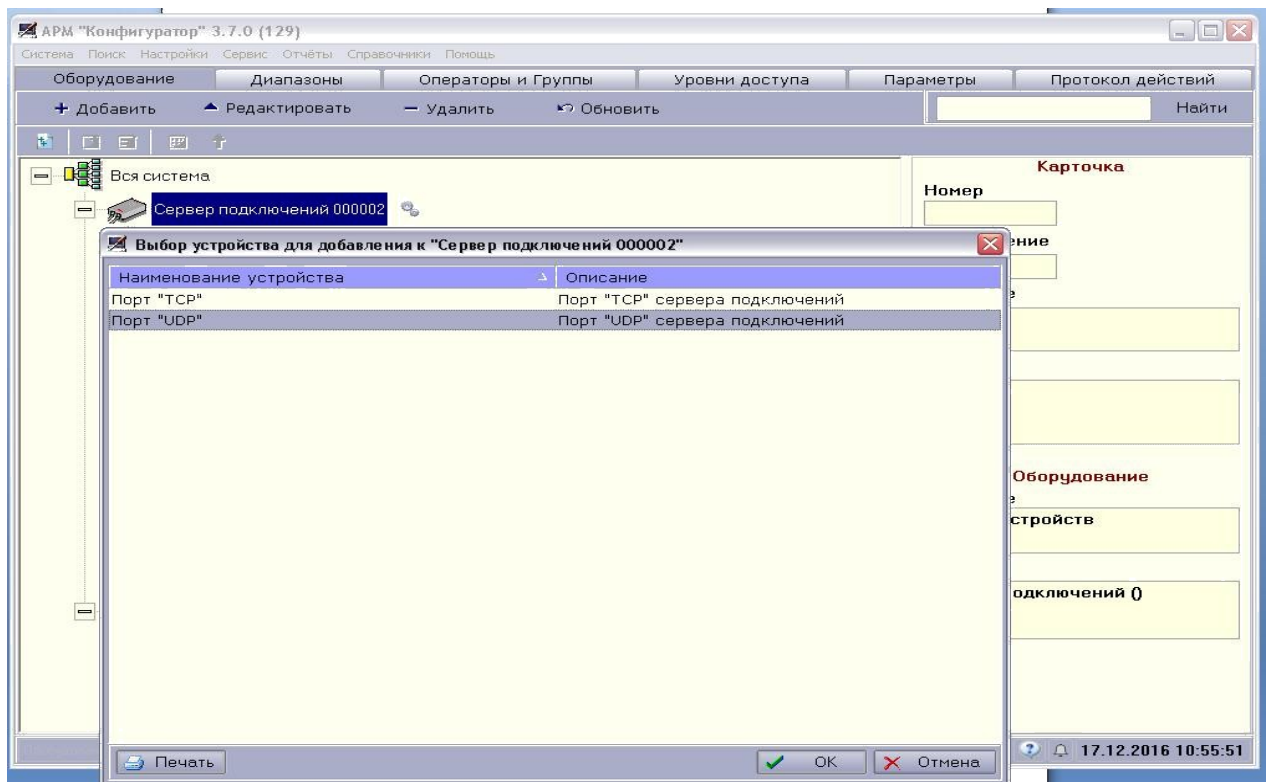 АРМ "Конфигуратор" 3.7.0 (129)
Система Поиск Настройки Сервис Отчёты Справочники Помощь
Оборудование Диапазоны Операторы и Группы Уровни доступа Параметры Протокол действий
Добавить Редактировать Удалить Обновить Найти
Вся система
Сервер подключений 000002
Карточка
Номер
ение
Выбор устройства для добавления к "Сервер подключений 000002"
Наименование устройства Описание
Порт "TCP" Порт "TCP" сервера подключений
Порт "UDP" Порт "UDP" сервера подключений
Оборудование
стройств
одключений ()
Печать OK Отмена
17.12.2016 10:55:51